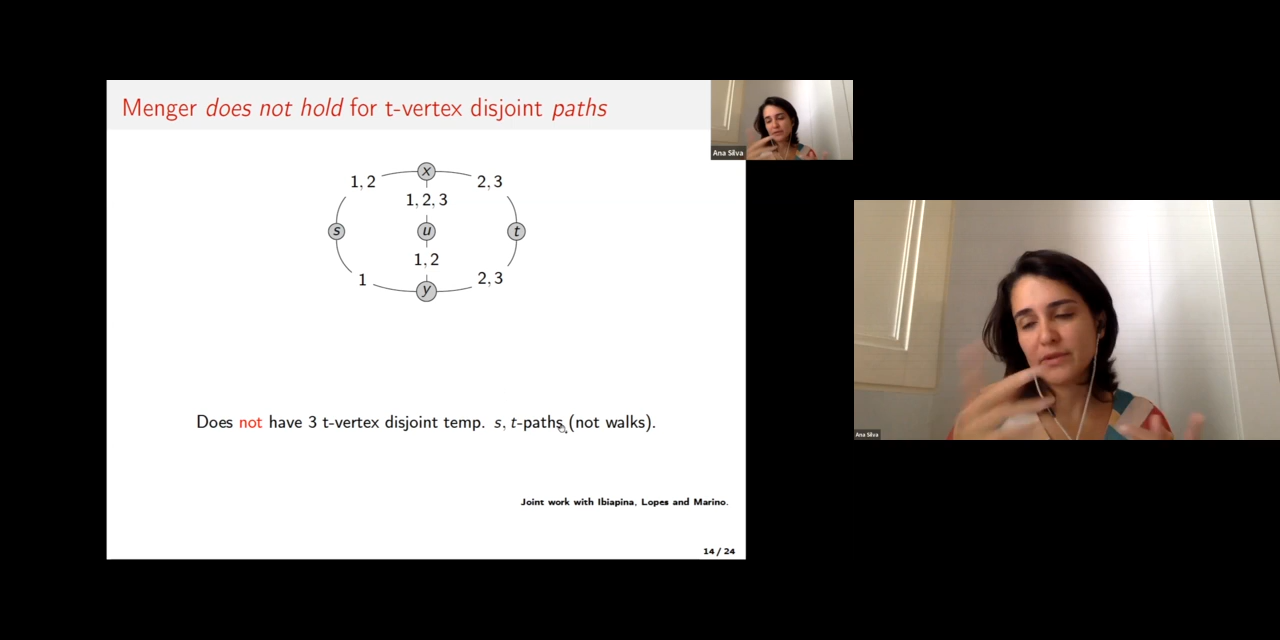 Menger does not hold for t-vertex disjoint paths
Ana Silva
x
1, 2
2, 3
1, 2, 3
s
u
t
1, 2
1
2, 3
y
Does not have 3 t-vertex disjoint temp. s, t-paths (not walks).
Ana Silva
Joint work with Ibiapina, Lopes and Marino.
14 / 24